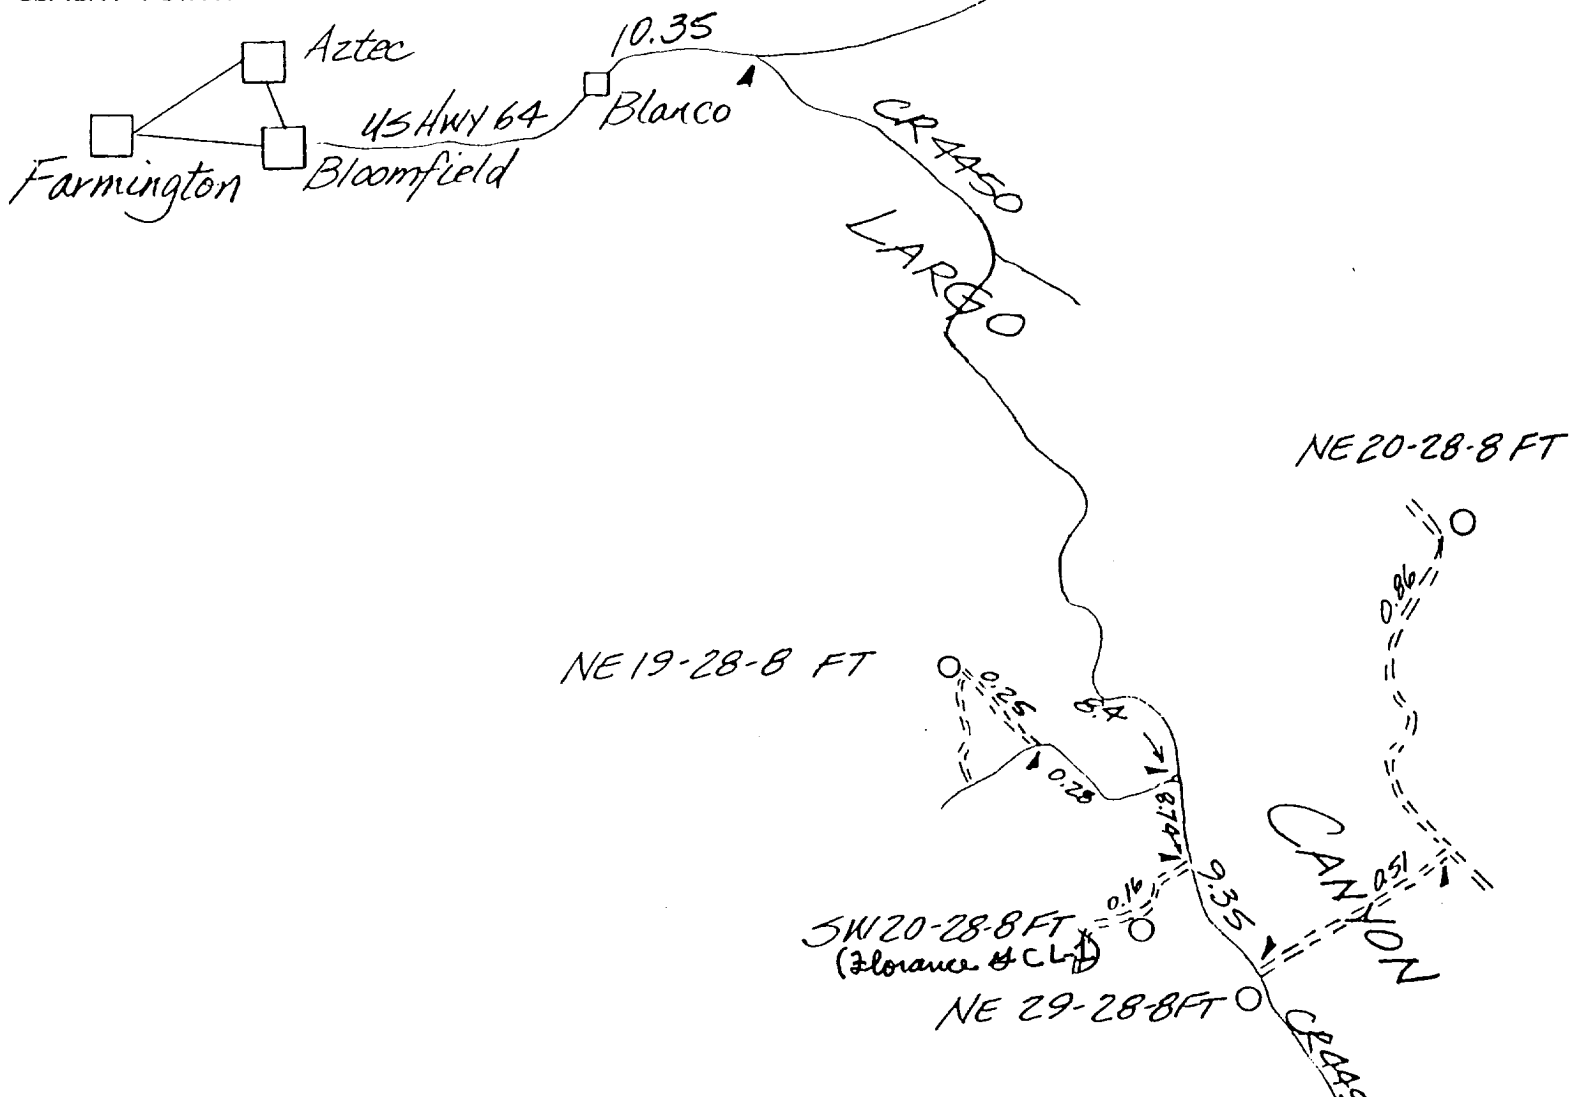 Aztec
10.35
US HWY 64
Blanco
Farmington
Bloomfield
CR 4450
LARGO
NE 20-28-8 FT
0.86
NE 19-28-8 FT
0.25
8.4
0.28
8.74
CANYON
9.35
0.51
0.16
SW 20-28-8 FT
(Florance
NE 29-28-8 FT